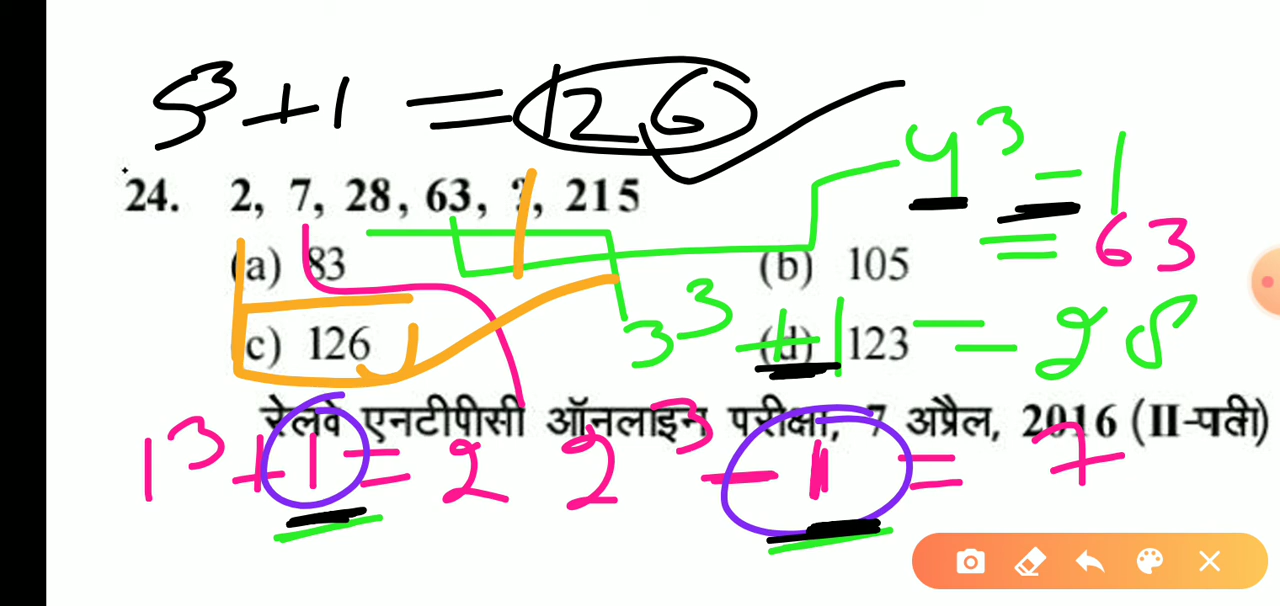 5³+1 = 126
4³ - 1
24. 2, 7, 28, 63, ?, 215
= 63
(a) 83 (b) 105
3³ + 1 = 28
(c) 126 (d) 123
रेलवे एनटीपीसी ऑनलाइन परीक्षा, 7 अप्रैल, 2016 (II-पाली)
1³ + 1 = 2 2³ - 1 = 7